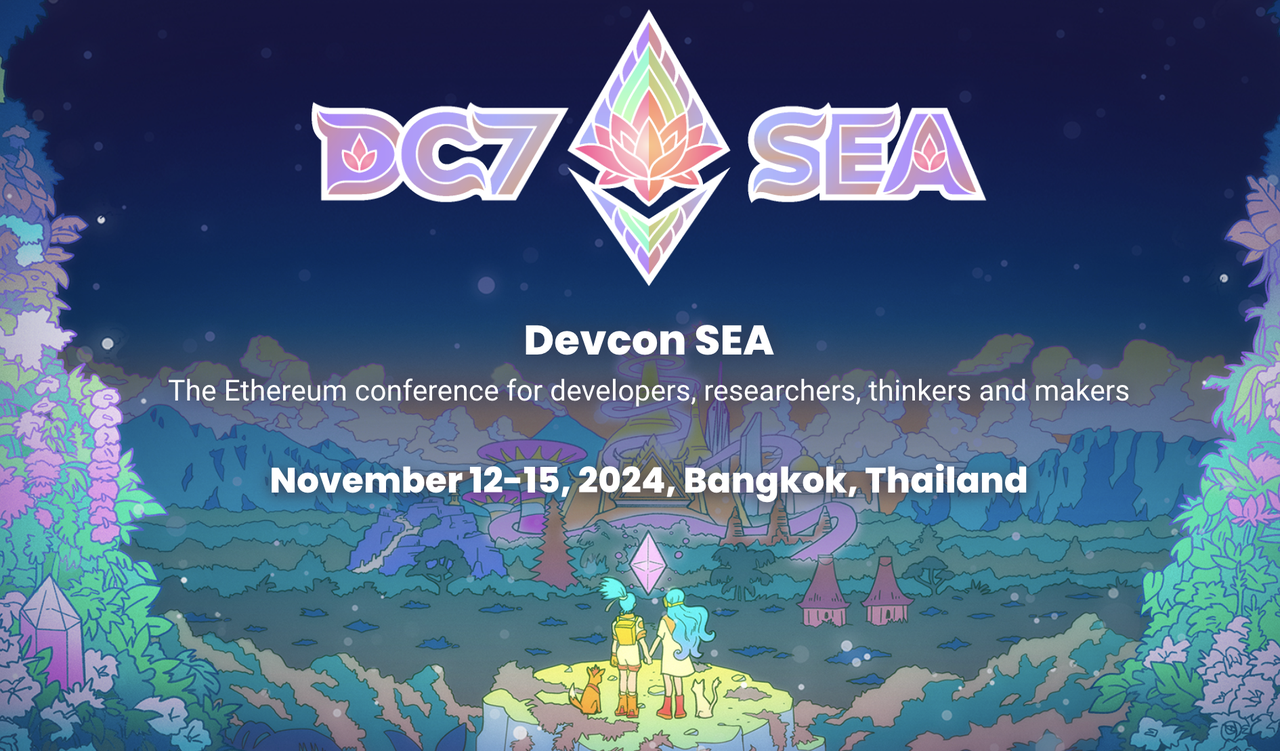 DC7 SEA
Devcon SEA
The Ethereum conference for developers, researchers, thinkers and makers
November 12-15, 2024, Bangkok, Thailand